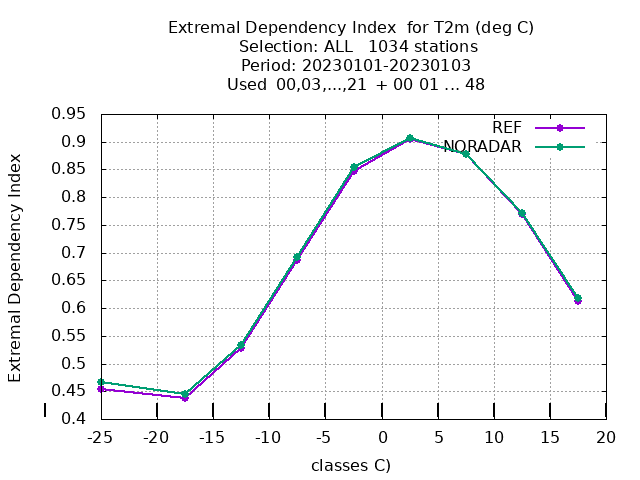 Extremal Dependency Index  for T2m (deg C)
Selection: ALL   1034 stations
Period: 20230101-20230103
Used  00,03,...,21  + 00 01 ... 48
REF
NORADAR
0.95
0.9
0.85
0.8
0.75
0.7
0.65
0.6
0.55
0.5
0.45
0.4
Extremal Dependency Index
-25 -20 -15 -10 -5 0 5 10 15 20
classes C)